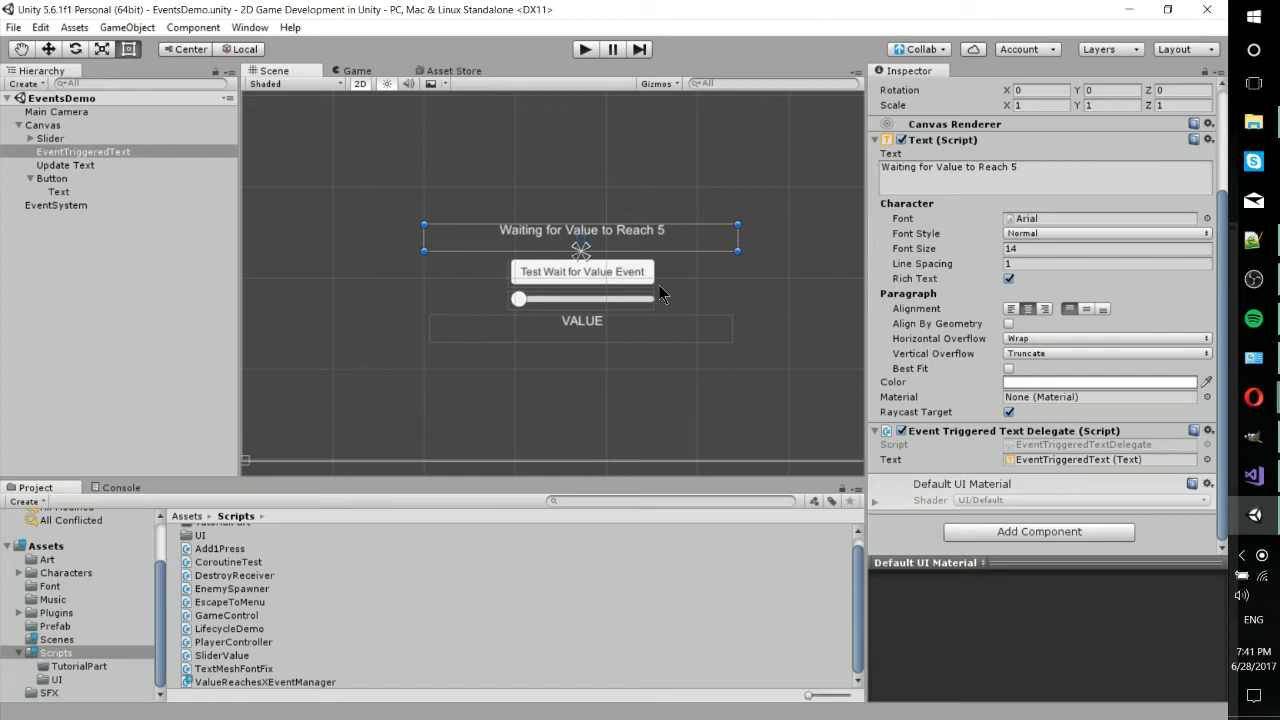 Unity 5.6.1f1 Personal (64bit) - EventsDemo.unity - 2D Game Development in Unity - PC, Mac & Linux Standalone <DX11>
File Edit Assets GameObject Component Window Help
Center Local Collab Account Layers Layout
Hierarchy
Create All
EventsDemo
Main Camera
Canvas
Slider
EventTriggeredText
Update Text
Button
Text
EventSystem
Scene Game Asset Store
Shaded 2D Gizmos All
Waiting for Value to Reach 5
Test Wait for Value Event
VALUE
Inspector
Rotation X 0 Y 0 Z 0
Scale X 1 Y 1 Z 1
Canvas Renderer
Text (Script)
Text
Waiting for Value to Reach 5
Character
Font Arial
Font Style Normal
Font Size 14
Line Spacing 1
Rich Text
Paragraph
Alignment
Align By Geometry
Horizontal Overflow Wrap
Vertical Overflow Truncate
Best Fit
Color
Material None (Material)
Raycast Target
Event Triggered Text Delegate (Script)
Script EventTriggeredTextDelegate
Text EventTriggeredText (Text)
Default UI Material
Shader UI/Default
Add Component
Default UI Material
Project Console
Create
All Conflicted
Assets
Art
Characters
Font
Music
Plugins
Prefab
Scenes
Scripts
TutorialPart
UI
SFX
Assets Scripts
TutorialPart
UI
Add1Press
CoroutineTest
DestroyReceiver
EnemySpawner
EscapeToMenu
GameControl
LifecycleDemo
PlayerController
SliderValue
TextMeshFontFix
ValueReachesXEventManager
ENG
7:41 PM
6/28/2017